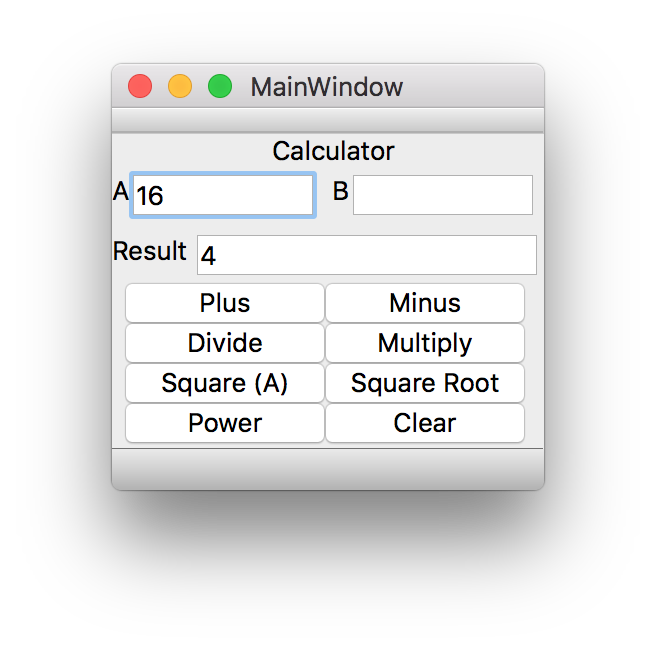 MainWindow
Calculator
A 16 B
Result 4
Plus Minus
Divide Multiply
Square (A) Square Root
Power Clear